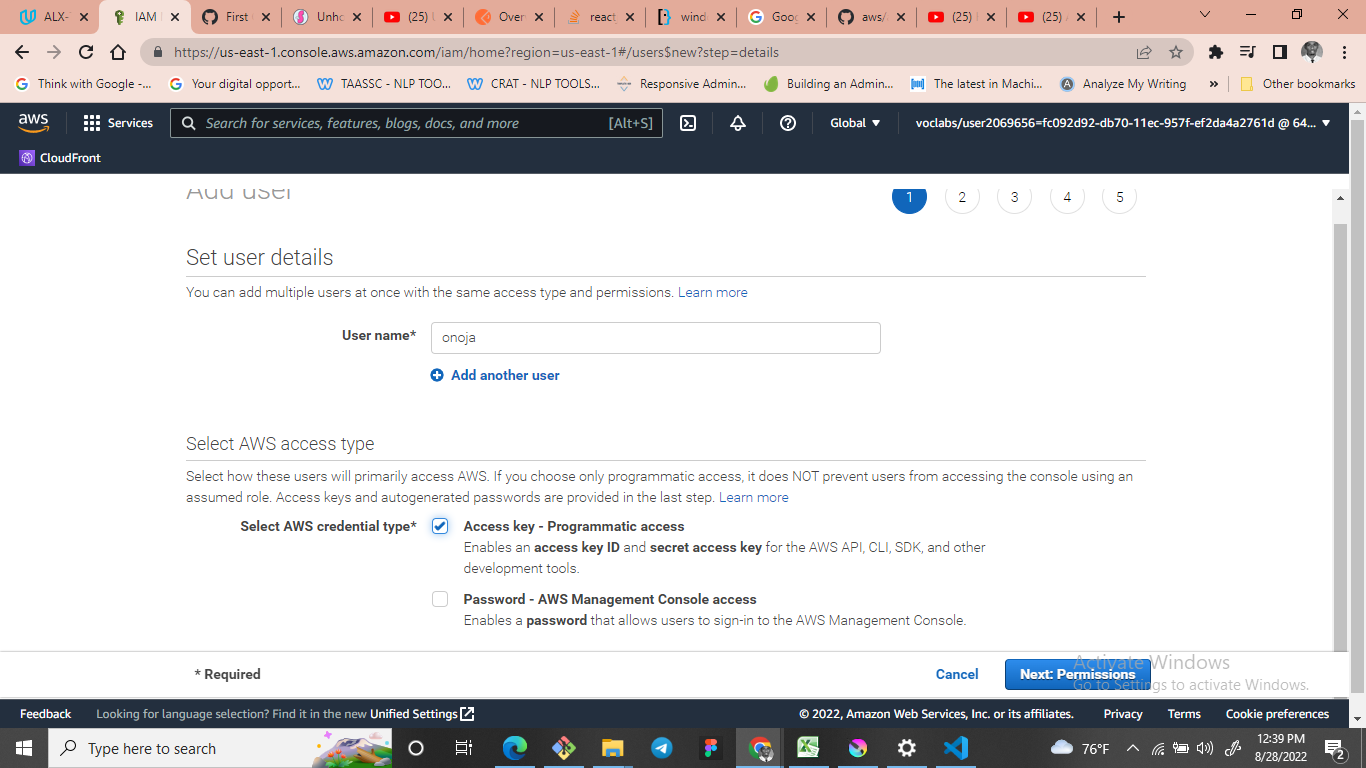 ALX-
IAM
First
Unho
(25)
Over
react
wind
Goog
aws/
(25)
(25)
https://us-east-1.console.aws.amazon.com/iam/home?region=us-east-1#/users$new?step=details
Think with Google -...
Your digital opport...
TAASSC - NLP TOO...
CRAT - NLP TOOLS...
Responsive Admin...
Building an Admin...
The latest in Machi...
Analyze My Writing
»
Other bookmarks
aws
Services
Search for services, features, blogs, docs, and more
[Alt+S]
Global
voclabs/user2069656=fc092d92-db70-11ec-957f-ef2da4a2761d @ 64...
CloudFront
Add user
1
2
3
4
5
Set user details
You can add multiple users at once with the same access type and permissions. Learn more
User name*
onoja
Add another user
Select AWS access type
Select how these users will primarily access AWS. If you choose only programmatic access, it does NOT prevent users from accessing the console using an
assumed role. Access keys and autogenerated passwords are provided in the last step. Learn more
Select AWS credential type*
Access key - Programmatic access
Enables an access key ID and secret access key for the AWS API, CLI, SDK, and other
development tools.
Password - AWS Management Console access
Enables a password that allows users to sign-in to the AWS Management Console.
* Required
Cancel
Next: Permissions
Activate Windows
Go to Settings to activate Windows.
Feedback
Looking for language selection? Find it in the new Unified Settings
© 2022, Amazon Web Services, Inc. or its affiliates.
Privacy
Terms
Cookie preferences
Type here to search
76°F
12:39 PM
8/28/2022
2